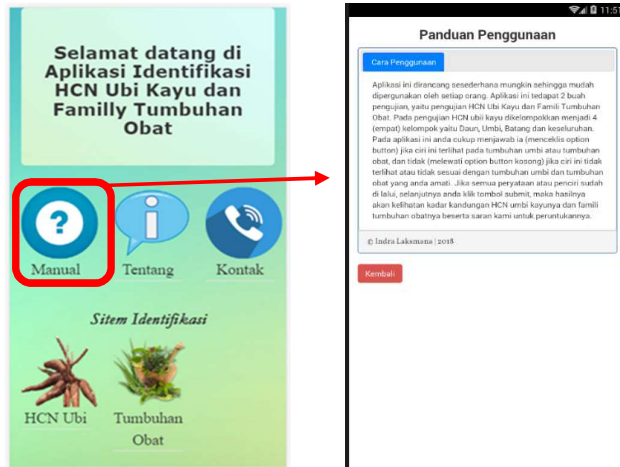 Selamat datang di
Aplikasi Identifikasi
HCN Ubi Kayu dan
Familly Tumbuhan
Obat
?
Manual
Tentang
Kontak
Sitem Identifikasi
HCN Ubi
Tumbuhan
Obat
11:51
Panduan Penggunaan
Cara Penggunaan
Aplikasi ini dirancang sesederhana mungkin sehingga mudah
dipergunakan oleh setiap orang. Aplikasi ini tedapat 2 buah
pengujian, yaitu pengujian HCN Ubi Kayu dan Famili Tumbuhan
Obat. Pada pengujian HCN ubii kayu dikelompokkan menjadi 4
(empat) kelompok yaitu Daun, Umbi, Batang dan keseluruhan.
Pada aplikasi ini anda cukup menjawab ia (menceklis option
button) jika ciri ini terlihat pada tumbuhan umbi atau tumbuhan
obat, dan tidak (melewati option button kosong) jika ciri ini tidak
terlihat atau tidak sesuai dengan tumbuhan umbi dan tumbuhan
obat yang anda amati. Jika semua peryataan atau penciri sudah
di lalui, selanjutnya anda klik tombol submit, maka hasilnya
akan kelihatan kadar kandungan HCN umbi kayunya dan famili
tumbuhan obatnya beserta saran kami untuk peruntukannya.
© Indra Laksmana | 2018
Kembali